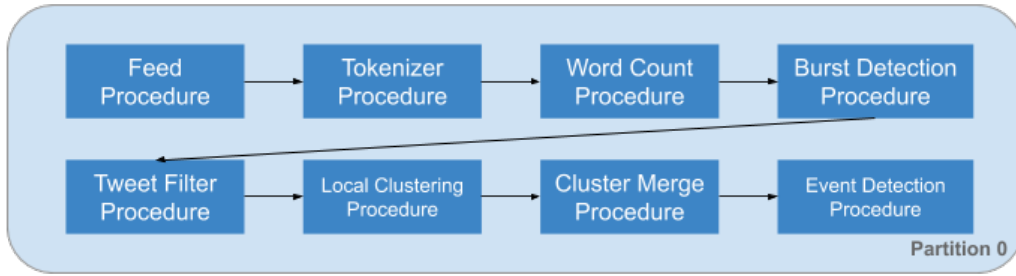 Feed
Procedure
Tokenizer
Procedure
Word Count
Procedure
Burst Detection
Procedure
Tweet Filter
Procedure
Local Clustering
Procedure
Cluster Merge
Procedure
Event Detection
Procedure
Partition 0